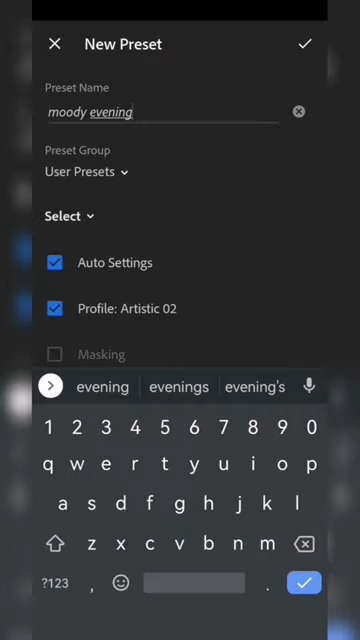 New Preset
Preset Name
moody evening
Preset Group
User Presets
Select
Auto Settings
Profile: Artistic 02
Masking
evening evenings evening's
1 2 3 4 5 6 7 8 9 0
q w e r t y u i o p
a s d f g h j k l
z x c v b n m
?123 , .